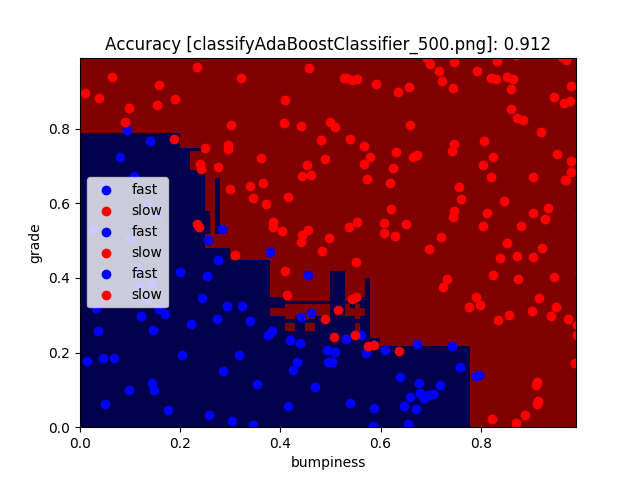 Accuracy [classifyAdaBoostClassifier_500.png]: 0.912
grade
0.8
0.6
0.4
0.2
0.0
fast
slow
fast
slow
fast
slow
0.0 0.2 0.4 0.6 0.8
bumpiness